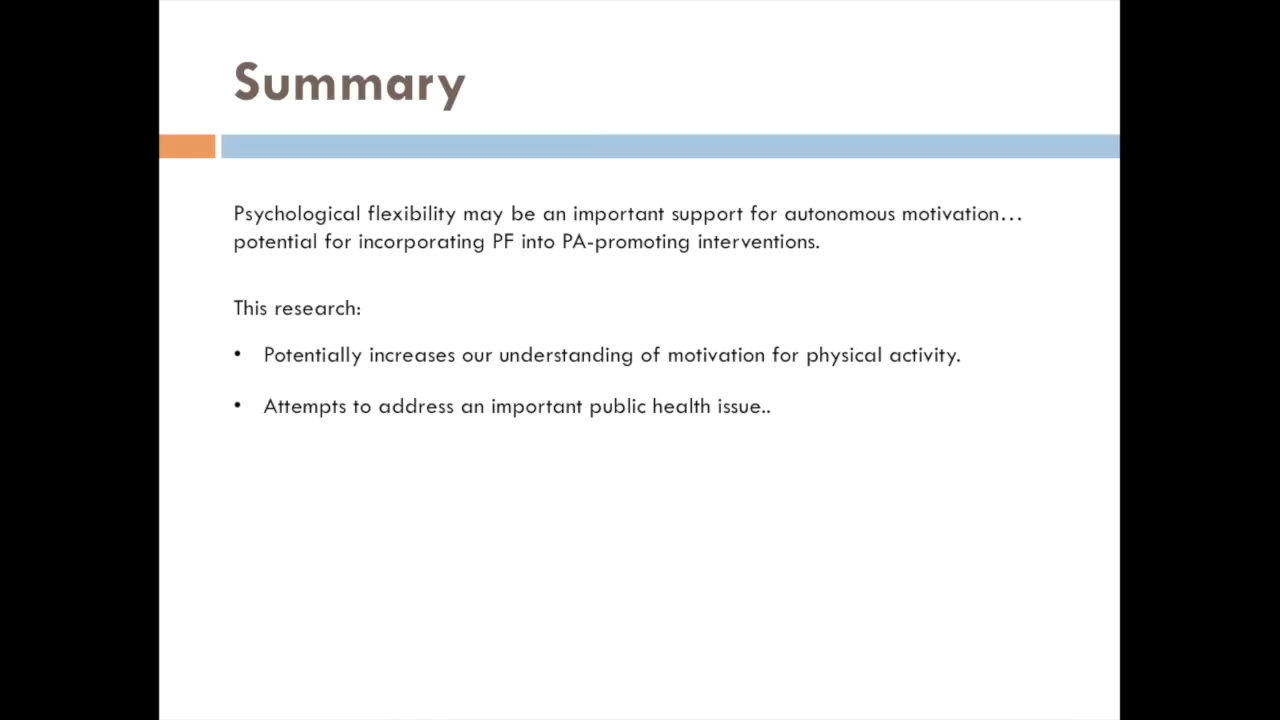 Summary
Psychological flexibility may be an important support for autonomous motivation…
potential for incorporating PF into PA-promoting interventions.
This research:
• Potentially increases our understanding of motivation for physical activity.
• Attempts to address an important public health issue..